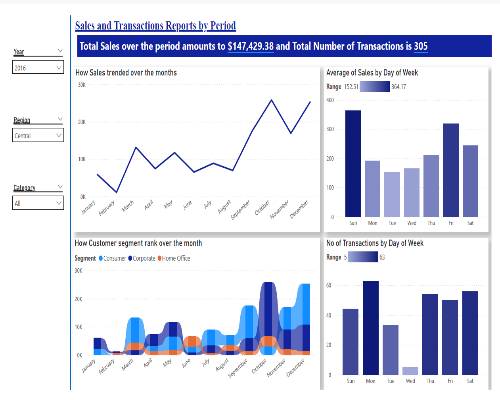 Sales and Transactions Reports by Period
Total Sales over the period amounts to $147,429.38 and Total Number of Transactions is 305
Year
2016
Region
Central
Category
All
How Sales trended over the months
30K
20K
10K
0K
January February March April May June July August September October November December
Average of Sales by Day of Week
Range 152.51 364.17
400
300
200
100
Sun Mon Tue Wed Thu Fri Sat
How Customer segment rank over the month
Segment Consumer Corporate Home Office
30K
20K
10K
0K
January February March April May June July August September October November December
No of Transactions by Day of Week
Range 5 63
60
40
20
0
Sun Mon Tue Wed Thu Fri Sat